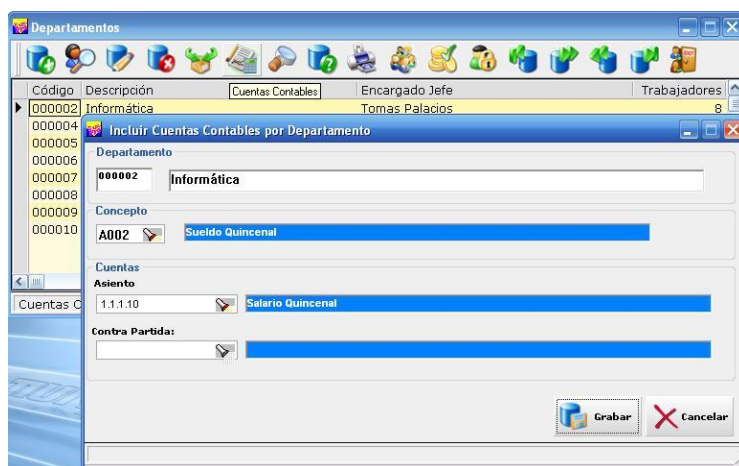 Departamentos
Código Descripción Encargado Jefe Trabajadores
Cuentas Contables
000002 Informática Tomas Palacios 8
000004
000005
000006
000007
000008
000009
000010
Cuentas C
Incluir Cuentas Contables por Departamento
Departamento
000002 Informática
Concepto
A002 Sueldo Quincenal
Cuentas
Asiento
1.1.1.10 Salario Quincenal
Contra Partida:
Grabar Cancelar